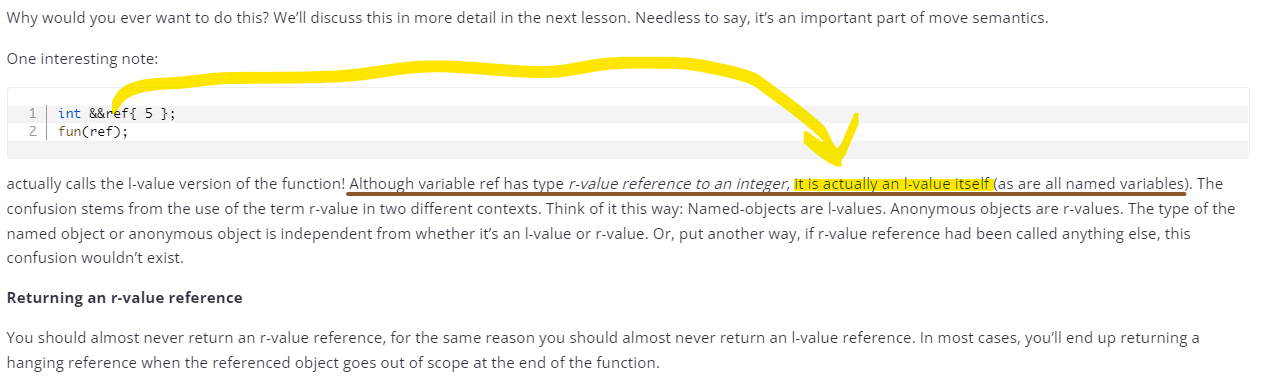 Why would you ever want to do this? We’ll discuss this in more detail in the next lesson. Needless to say, it’s an important part of move semantics.
One interesting note:
1 int &&ref{ 5 };
2 fun(ref);
actually calls the l-value version of the function! Although variable ref has type r-value reference to an integer, it is actually an l-value itself (as are all named variables). The
confusion stems from the use of the term r-value in two different contexts. Think of it this way: Named-objects are l-values. Anonymous objects are r-values. The type of the
named object or anonymous object is independent from whether it’s an l-value or r-value. Or, put another way, if r-value reference had been called anything else, this
confusion wouldn’t exist.
Returning an r-value reference
You should almost never return an r-value reference, for the same reason you should almost never return an l-value reference. In most cases, you’ll end up returning a
hanging reference when the referenced object goes out of scope at the end of the function.